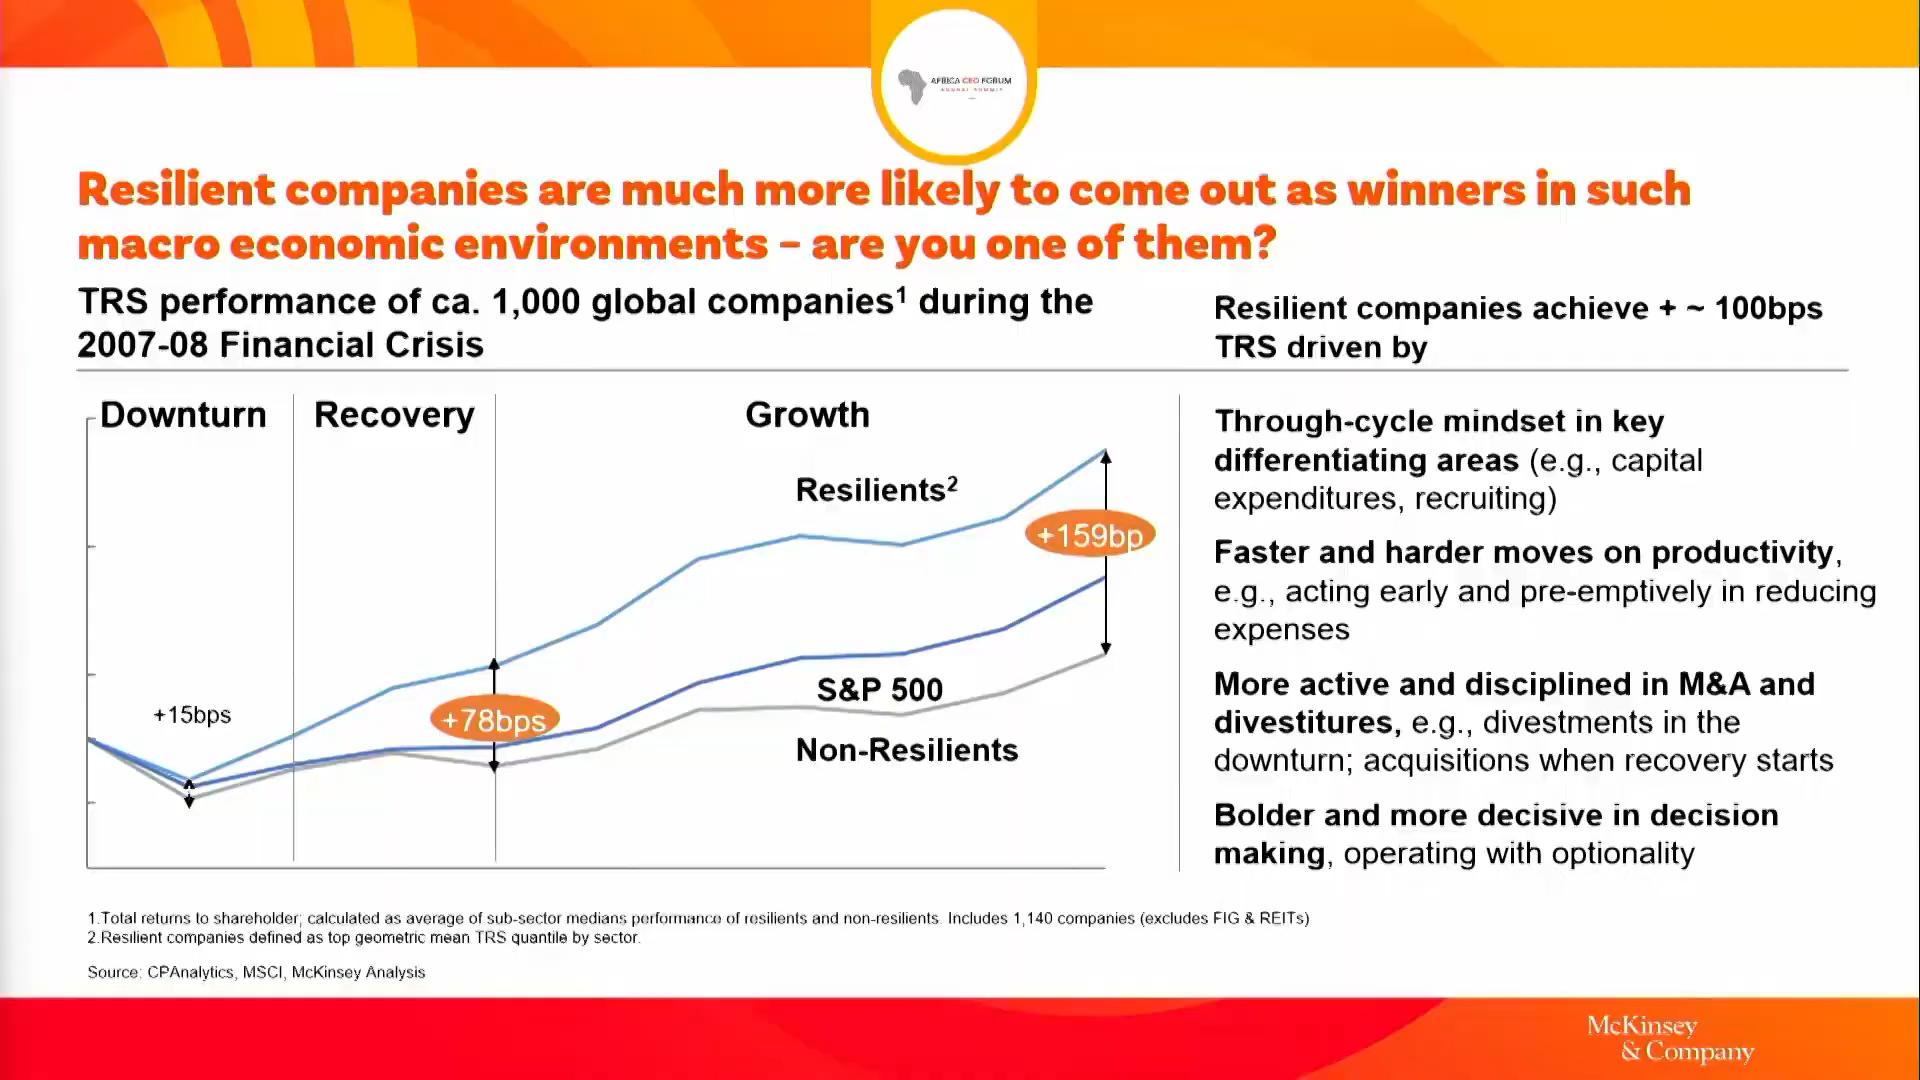 AFRICA CEO FORUM
ANNUAL SUMMIT
Resilient companies are much more likely to come out as winners in such
macro economic environments – are you one of them?
TRS performance of ca. 1,000 global companies¹ during the
2007-08 Financial Crisis
Downturn
Recovery
Growth
Resilients²
+159bp
+15bps
+78bps
S&P 500
Non-Resilients
Resilient companies achieve + ~ 100bps
TRS driven by
Through-cycle mindset in key
differentiating areas (e.g., capital
expenditures, recruiting)
Faster and harder moves on productivity,
e.g., acting early and pre-emptively in reducing
expenses
More active and disciplined in M&A and
divestitures, e.g., divestments in the
downturn; acquisitions when recovery starts
Bolder and more decisive in decision
making, operating with optionality
1.Total returns to shareholder; calculated as average of sub-sector medians performance of resilients and non-resilients. Includes 1,140 companies (excludes FIG & REITs)
2.Resilient companies defined as top geometric mean TRS quantile by sector.
Source: CPAnalytics, MSCI, McKinsey Analysis
McKinsey
& Company